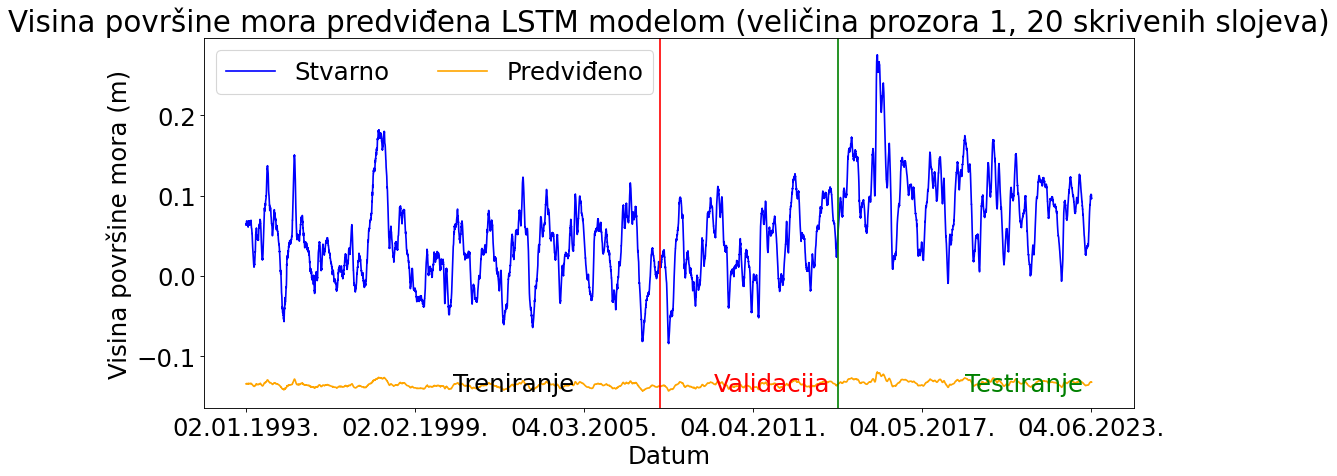 Visina površine mora predviđena LSTM modelom (veličina prozora 1, 20 skrivenih slojeva)
Stvarno
Predviđeno
Visina površine mora (m)
0.2
0.1
0.0
−0.1
Treniranje
Validacija
Testiranje
02.01.1993.
02.02.1999.
04.03.2005.
04.04.2011.
04.05.2017.
04.06.2023.
Datum